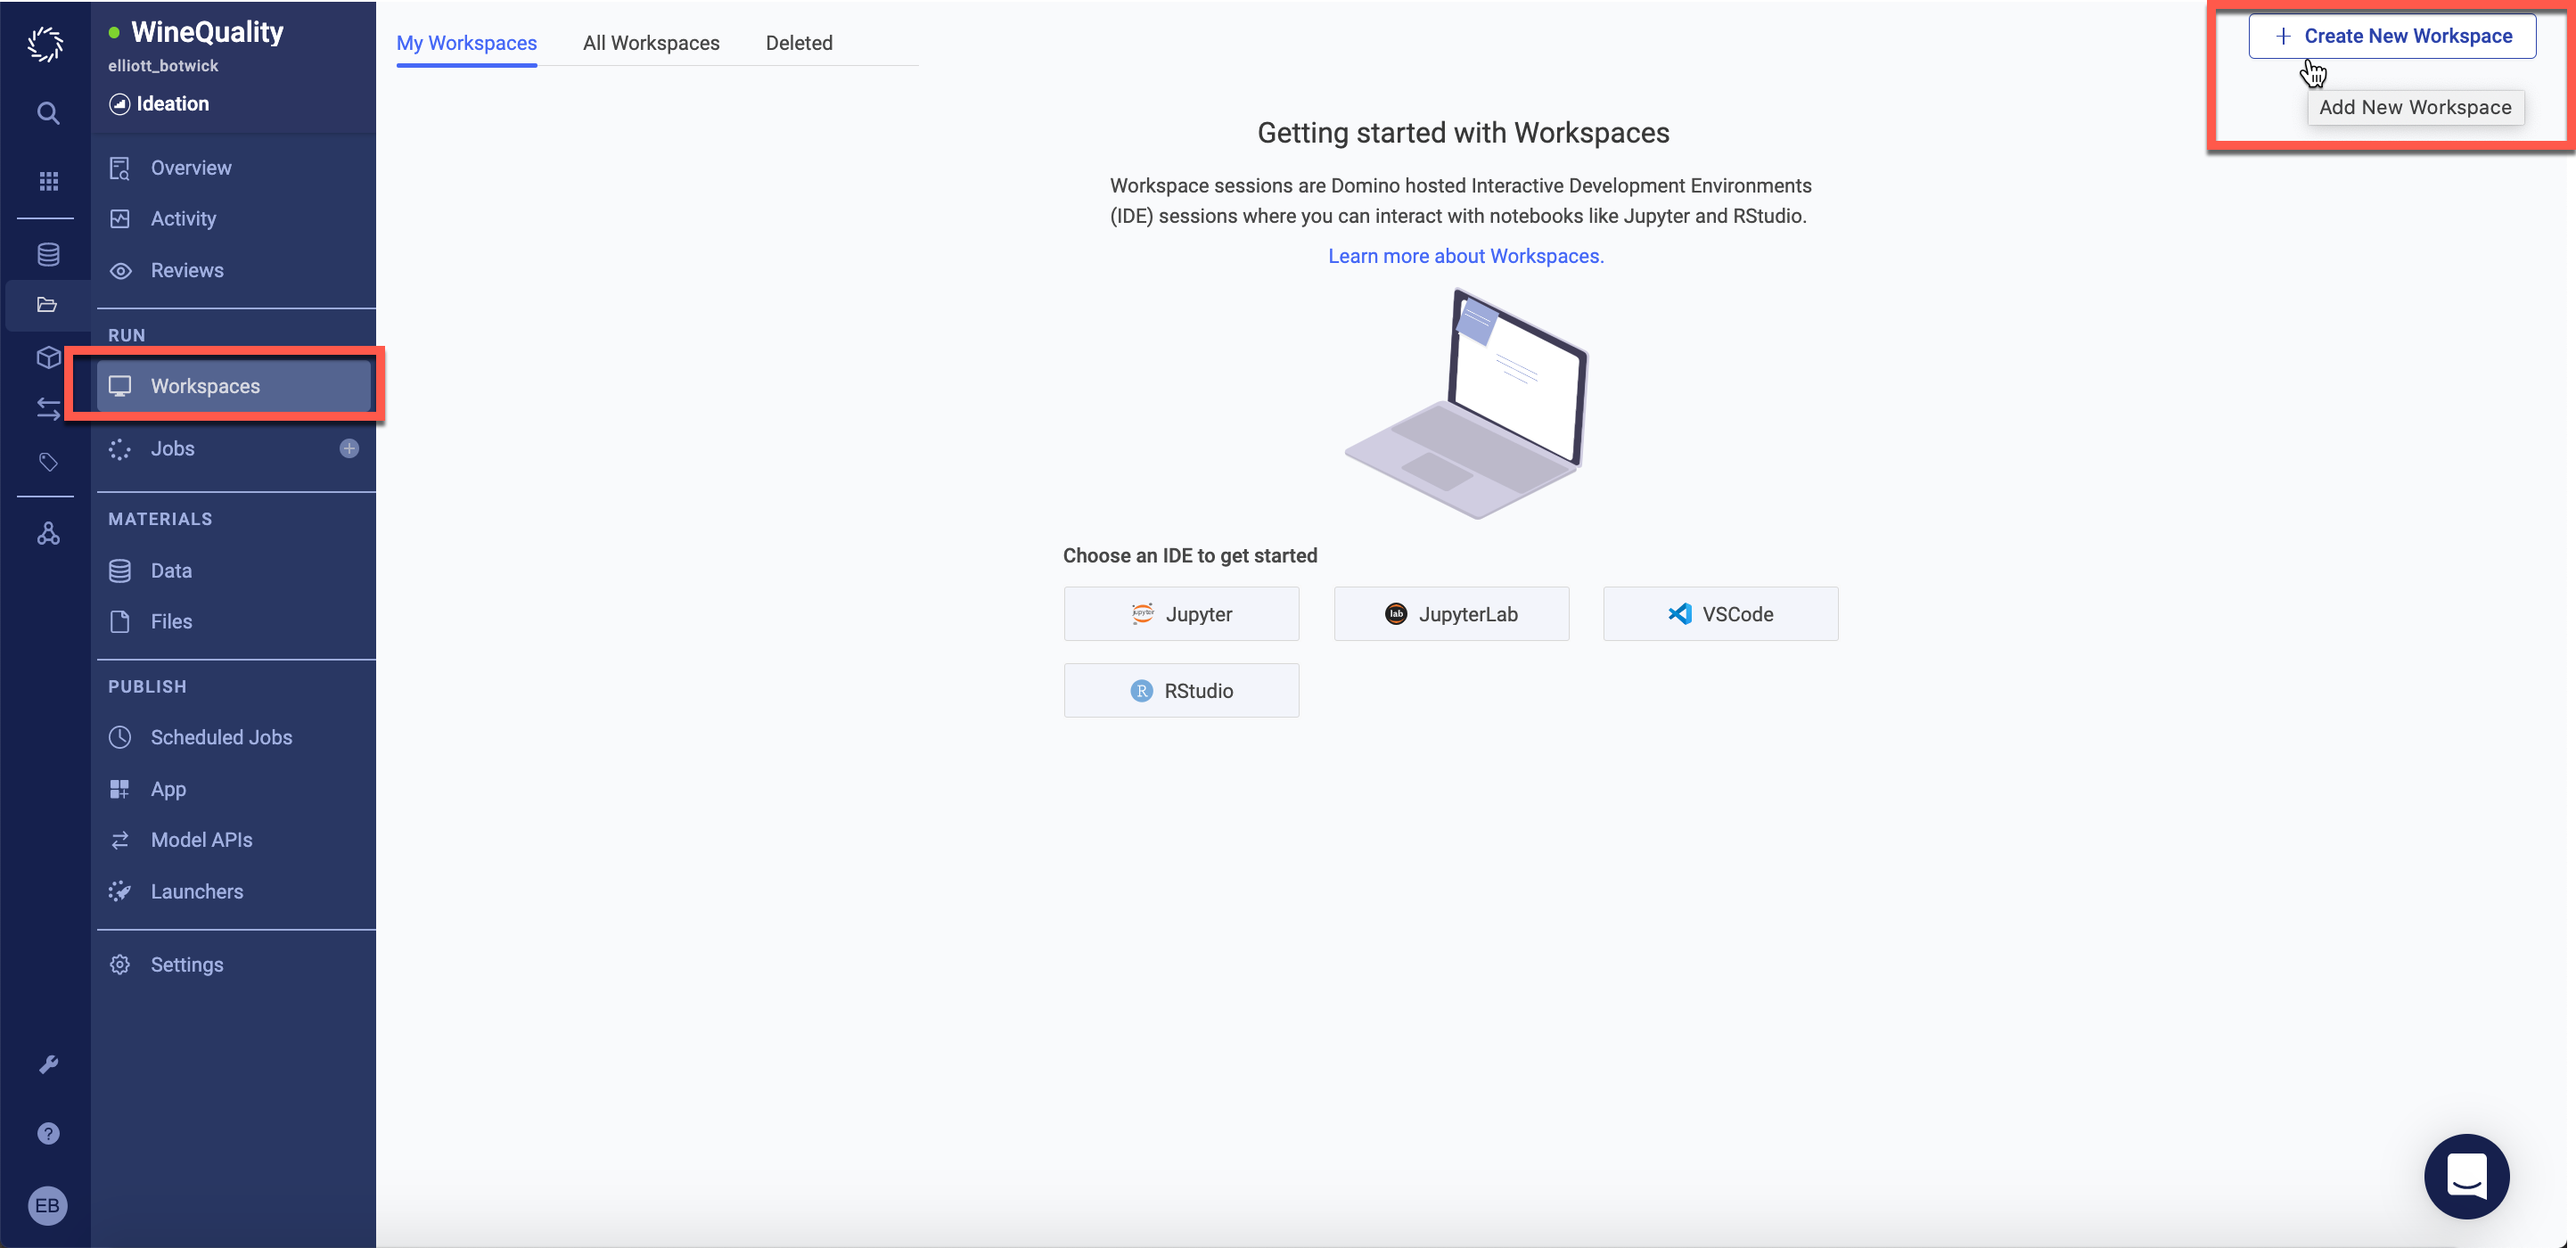 WineQuality
elliott_botwick
Ideation
Overview
Activity
Reviews
RUN
Workspaces
Jobs
MATERIALS
Data
Files
PUBLISH
Scheduled Jobs
App
Model APIs
Launchers
Settings
EB
My Workspaces All Workspaces Deleted
+ Create New Workspace
Add New Workspace
Getting started with Workspaces
Workspace sessions are Domino hosted Interactive Development Environments
(IDE) sessions where you can interact with notebooks like Jupyter and RStudio.
Learn more about Workspaces.
Choose an IDE to get started
jupyter Jupyter
lab JupyterLab
VSCode
R RStudio